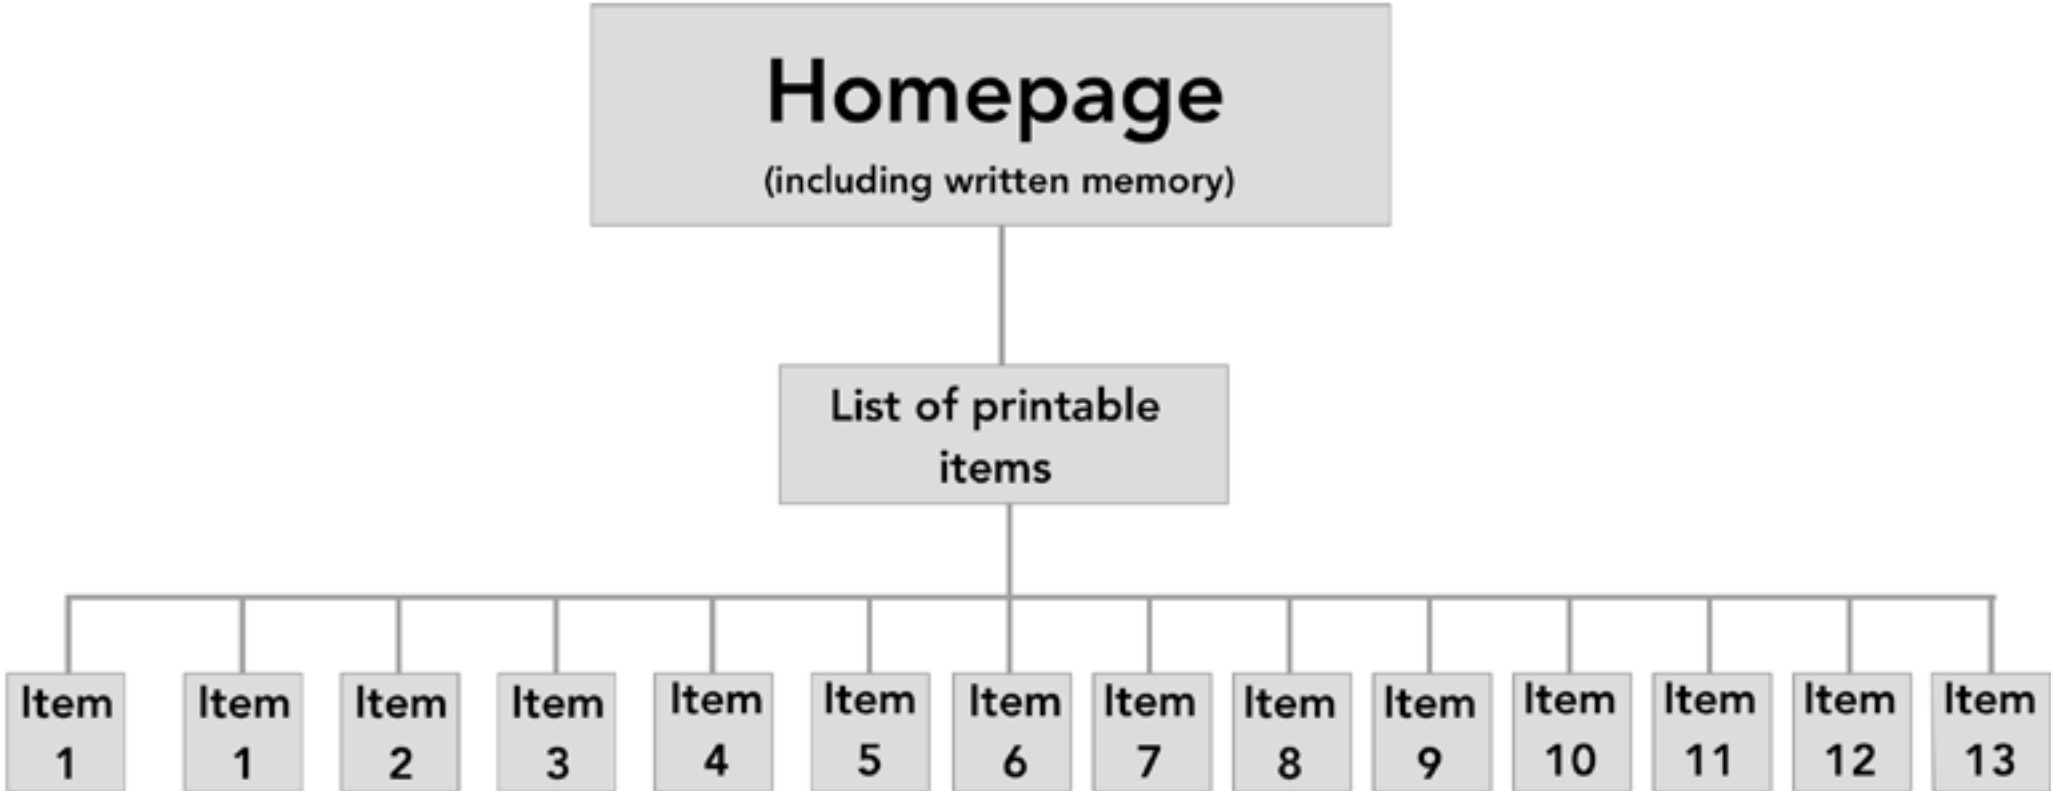 Homepage
(including written memory)
List of printable
items
Item
1
Item
1
Item
2
Item
3
Item
4
Item
5
Item
6
Item
7
Item
8
Item
9
Item
10
Item
11
Item
12
Item
13